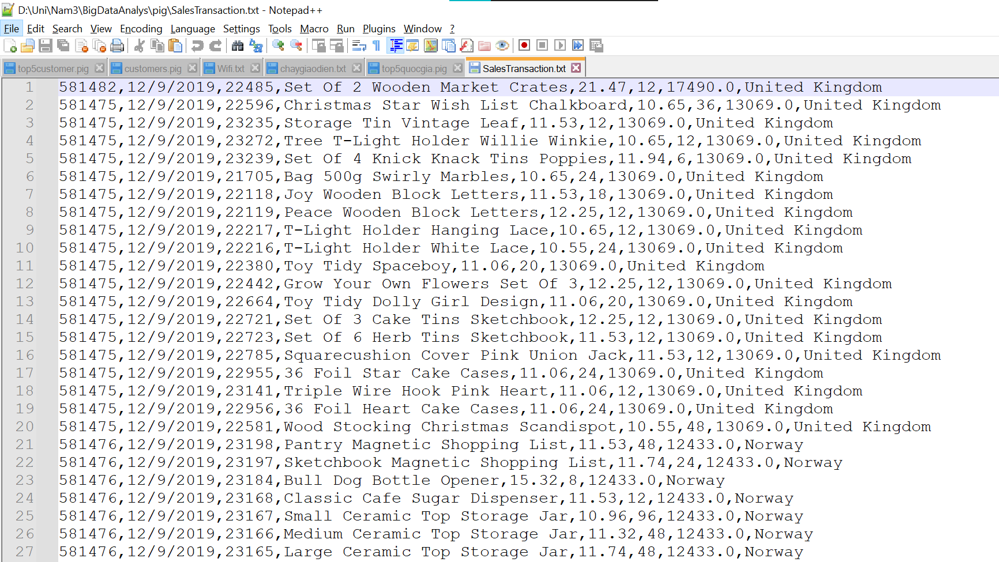 D:\Uni\Nam3\BigDataAnalys\pig\SalesTransaction.txt - Notepad++
File Edit Search View Encoding Language Settings Tools Macro Run Plugins Window ?
top5customer.pig customers.pig Wifi.txt chaygiaodien.txt top5quocgia.pig SalesTransaction.txt
1 581482,12/9/2019,22485,Set Of 2 Wooden Market Crates,21.47,12,17490.0,United Kingdom
2 581475,12/9/2019,22596,Christmas Star Wish List Chalkboard,10.65,36,13069.0,United Kingdom
3 581475,12/9/2019,23235,Storage Tin Vintage Leaf,11.53,12,13069.0,United Kingdom
4 581475,12/9/2019,23272,Tree T-Light Holder Willie Winkie,10.65,12,13069.0,United Kingdom
5 581475,12/9/2019,23239,Set Of 4 Knick Knack Tins Poppies,11.94,6,13069.0,United Kingdom
6 581475,12/9/2019,21705,Bag 500g Swirly Marbles,10.65,24,13069.0,United Kingdom
7 581475,12/9/2019,22118,Joy Wooden Block Letters,11.53,18,13069.0,United Kingdom
8 581475,12/9/2019,22119,Peace Wooden Block Letters,12.25,12,13069.0,United Kingdom
9 581475,12/9/2019,22217,T-Light Holder Hanging Lace,10.65,12,13069.0,United Kingdom
10 581475,12/9/2019,22216,T-Light Holder White Lace,10.55,24,13069.0,United Kingdom
11 581475,12/9/2019,22380,Toy Tidy Spaceboy,11.06,20,13069.0,United Kingdom
12 581475,12/9/2019,22442,Grow Your Own Flowers Set Of 3,12.25,12,13069.0,United Kingdom
13 581475,12/9/2019,22664,Toy Tidy Dolly Girl Design,11.06,20,13069.0,United Kingdom
14 581475,12/9/2019,22721,Set Of 3 Cake Tins Sketchbook,12.25,12,13069.0,United Kingdom
15 581475,12/9/2019,22723,Set Of 6 Herb Tins Sketchbook,11.53,12,13069.0,United Kingdom
16 581475,12/9/2019,22785,Squarecushion Cover Pink Union Jack,11.53,12,13069.0,United Kingdom
17 581475,12/9/2019,22955,36 Foil Star Cake Cases,11.06,24,13069.0,United Kingdom
18 581475,12/9/2019,23141,Triple Wire Hook Pink Heart,11.06,12,13069.0,United Kingdom
19 581475,12/9/2019,22956,36 Foil Heart Cake Cases,11.06,24,13069.0,United Kingdom
20 581475,12/9/2019,22581,Wood Stocking Christmas Scandispot,10.55,48,13069.0,United Kingdom
21 581476,12/9/2019,23198,Pantry Magnetic Shopping List,11.53,48,12433.0,Norway
22 581476,12/9/2019,23197,Sketchbook Magnetic Shopping List,11.74,24,12433.0,Norway
23 581476,12/9/2019,23184,Bull Dog Bottle Opener,15.32,8,12433.0,Norway
24 581476,12/9/2019,23168,Classic Cafe Sugar Dispenser,11.53,12,12433.0,Norway
25 581476,12/9/2019,23167,Small Ceramic Top Storage Jar,10.96,96,12433.0,Norway
26 581476,12/9/2019,23166,Medium Ceramic Top Storage Jar,11.32,48,12433.0,Norway
27 581476,12/9/2019,23165,Large Ceramic Top Storage Jar,11.74,48,12433.0,Norway